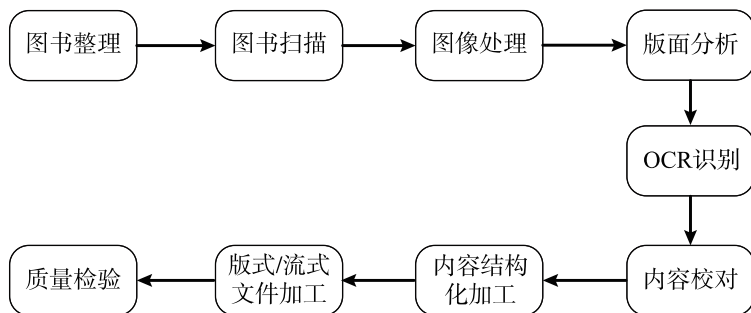 图书整理
图书扫描
图像处理
版面分析
OCR识别
内容校对
内容结构
化加工
版式/流式
文件加工
质量检验